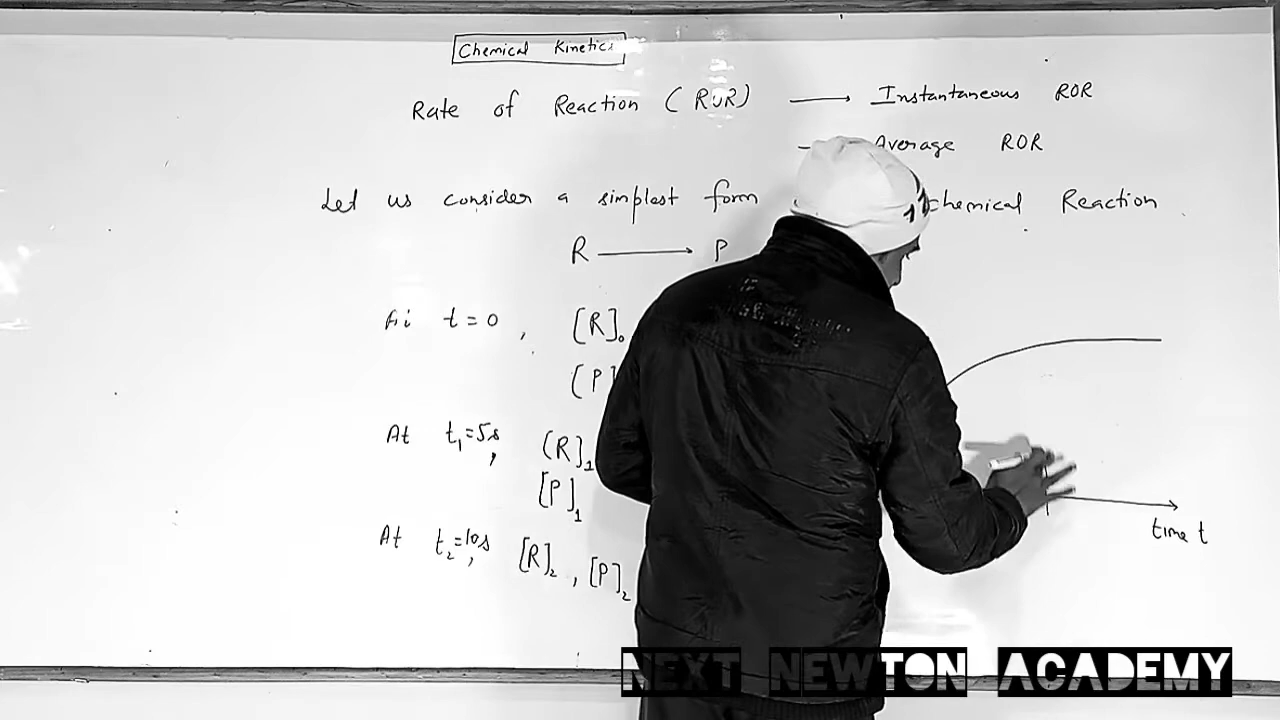 Chemical Kinetics
Rate of Reaction (ROR) → Instantaneous ROR
Average ROR
Let us consider a simplest form chemical Reaction
R → P
At t=0, [R]₀
[P]
At t₁=5s, [R]₁
[P]₁
At t₂=10s, [R]₂, [P]₂
time t
NEXT NEWTON ACADEMY